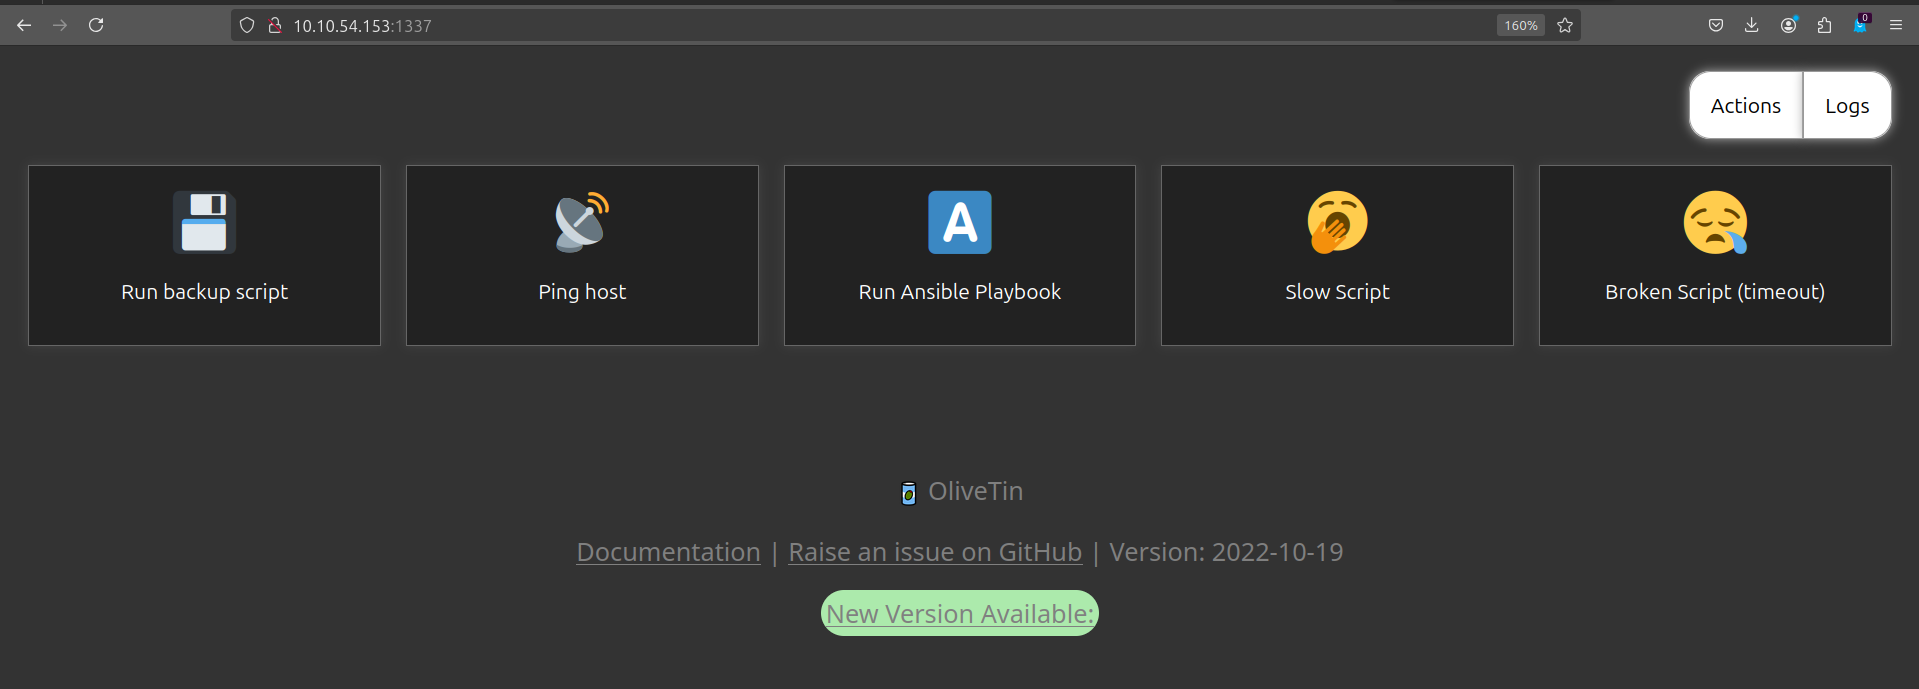 10.10.54.153:1337
160%
0
Actions
Logs
Run backup script
Ping host
A
Run Ansible Playbook
Slow Script
Broken Script (timeout)
OliveTin
Documentation | Raise an issue on GitHub | Version: 2022-10-19
New Version Available: